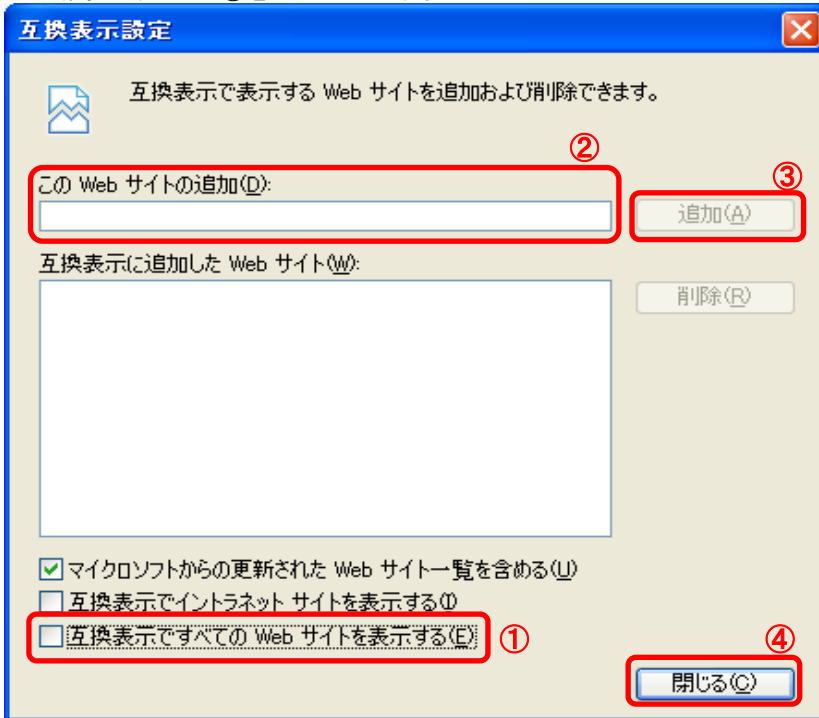 互換表示設定
互換表示で表示する Web サイトを追加および削除できます。
②
この Web サイトの追加(D):
③
追加(A)
互換表示に追加した Web サイト(W):
削除(R)
マイクロソフトからの更新された Web サイト一覧を含める(U)
互換表示でイントラネット サイトを表示する(I)
互換表示ですべての Web サイトを表示する(E)
①
④
閉じる(C)